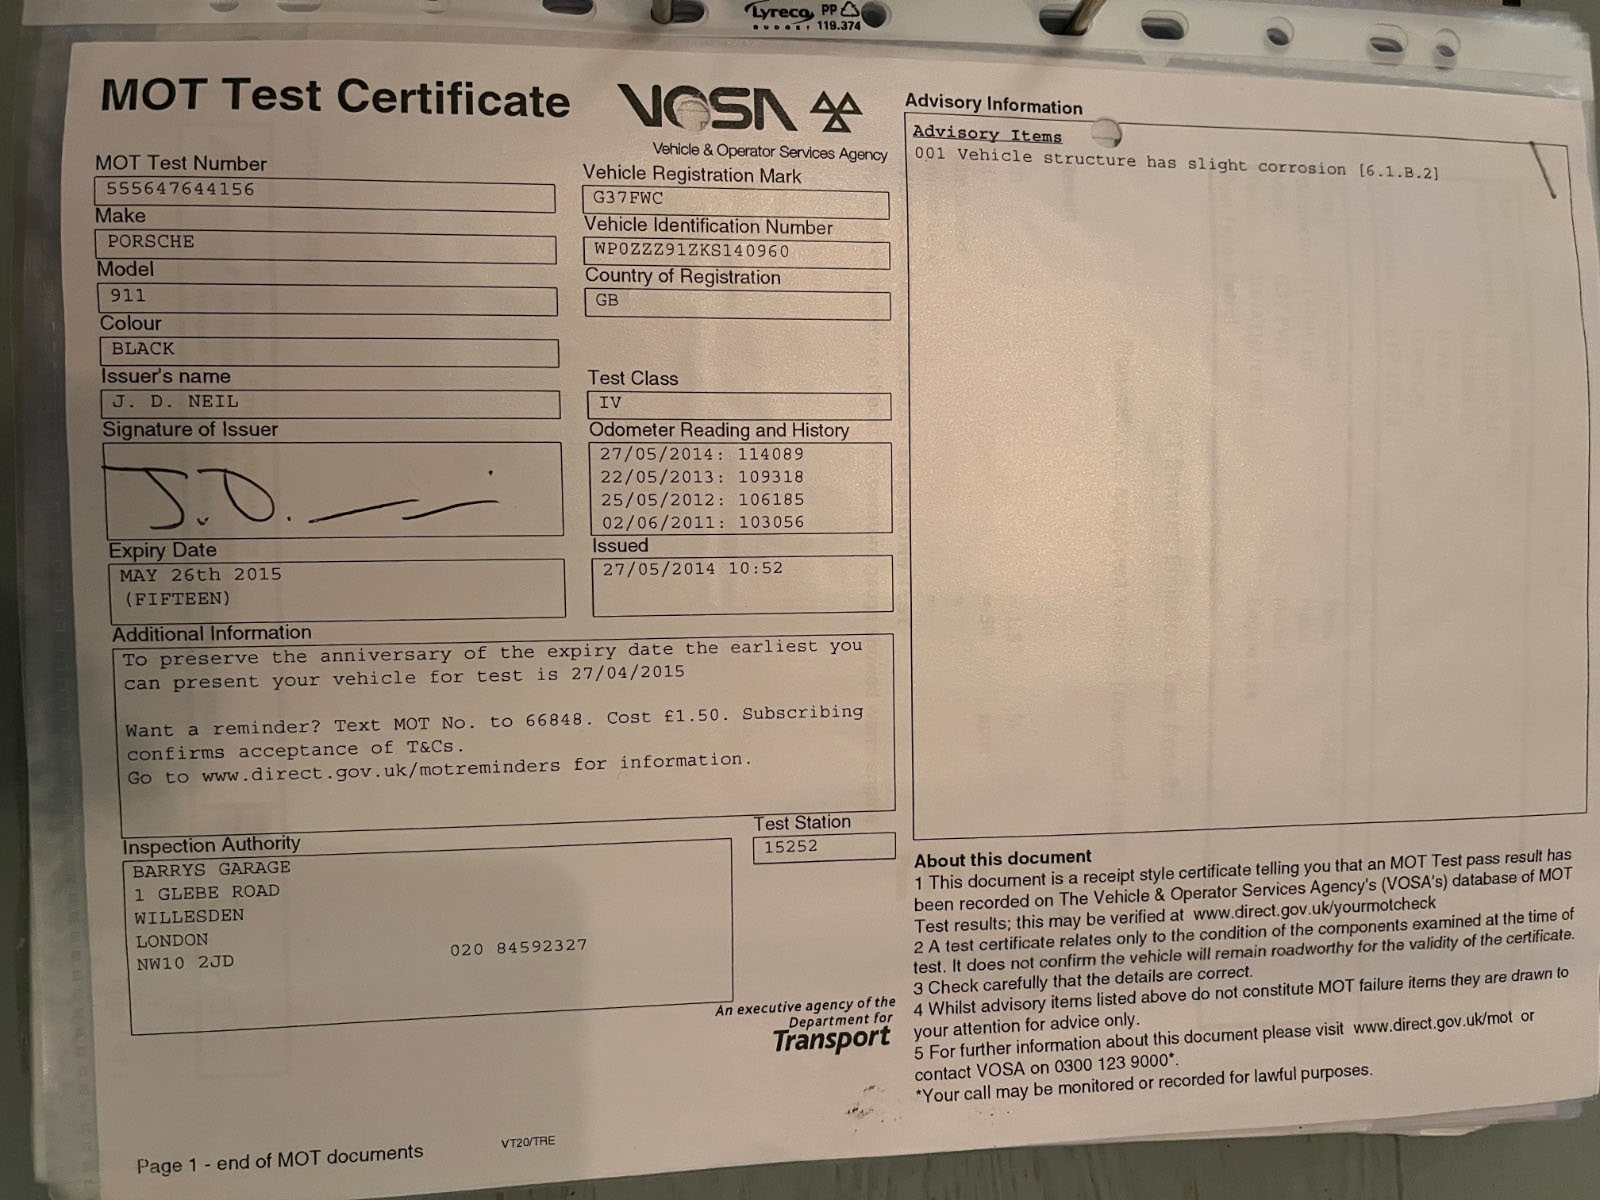 Lyreco PP
BUDGET 119.374
MOT Test Certificate
VOSA
Vehicle & Operator Services Agency
MOT Test Number
555647644156
Make
PORSCHE
Model
911
Colour
BLACK
Issuer's name
J. D. NEIL
Signature of Issuer
J.D.
Expiry Date
MAY 26th 2015
(FIFTEEN)
Vehicle Registration Mark
G37FWC
Vehicle Identification Number
WP0ZZZ91ZKS140960
Country of Registration
GB
Test Class
IV
Odometer Reading and History
27/05/2014: 114089
22/05/2013: 109318
25/05/2012: 106185
02/06/2011: 103056
Issued
27/05/2014 10:52
Additional Information
To preserve the anniversary of the expiry date the earliest you
can present your vehicle for test is 27/04/2015
Want a reminder? Text MOT No. to 66848. Cost £1.50. Subscribing
confirms acceptance of T&Cs.
Go to www.direct.gov.uk/motreminders for information.
Inspection Authority
BARRYS GARAGE
1 GLEBE ROAD
WILLESDEN
LONDON
NW10 2JD
020 84592327
Test Station
15252
An executive agency of the
Department for
Transport
Page 1 - end of MOT documents
VT20/TRE
Advisory Information
Advisory Items
001 Vehicle structure has slight corrosion [6.1.B.2]
About this document
1 This document is a receipt style certificate telling you that an MOT Test pass result has
been recorded on The Vehicle & Operator Services Agency's (VOSA's) database of MOT
Test results; this may be verified at www.direct.gov.uk/yourmotcheck
2 A test certificate relates only to the condition of the components examined at the time of
test. It does not confirm the vehicle will remain roadworthy for the validity of the certificate.
3 Check carefully that the details are correct.
4 Whilst advisory items listed above do not constitute MOT failure items they are drawn to
your attention for advice only.
5 For further information about this document please visit www.direct.gov.uk/mot or
contact VOSA on 0300 123 9000*.
*Your call may be monitored or recorded for lawful purposes.